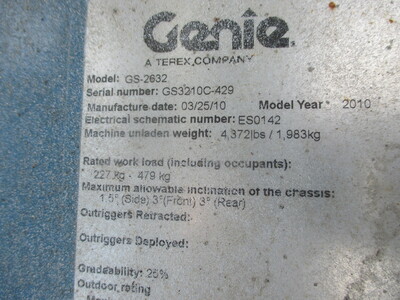 Genie
A TEREX COMPANY
Model: GS-2632
Serial number: GS3210C-429
Manufacture date: 03/25/10 Model Year: 2010
Electrical schematic number: ES0142
Machine unladen weight: 4,372lbs / 1,983kg
Rated work load (including occupants):
227 kg - 479 kg
Maximum allowable inclination of the chassis:
1.5° (Side) 3°(Front) 3° (Rear)
Outriggers Retracted:
Outriggers Deployed:
Gradeability: 25%
Outdoor rating